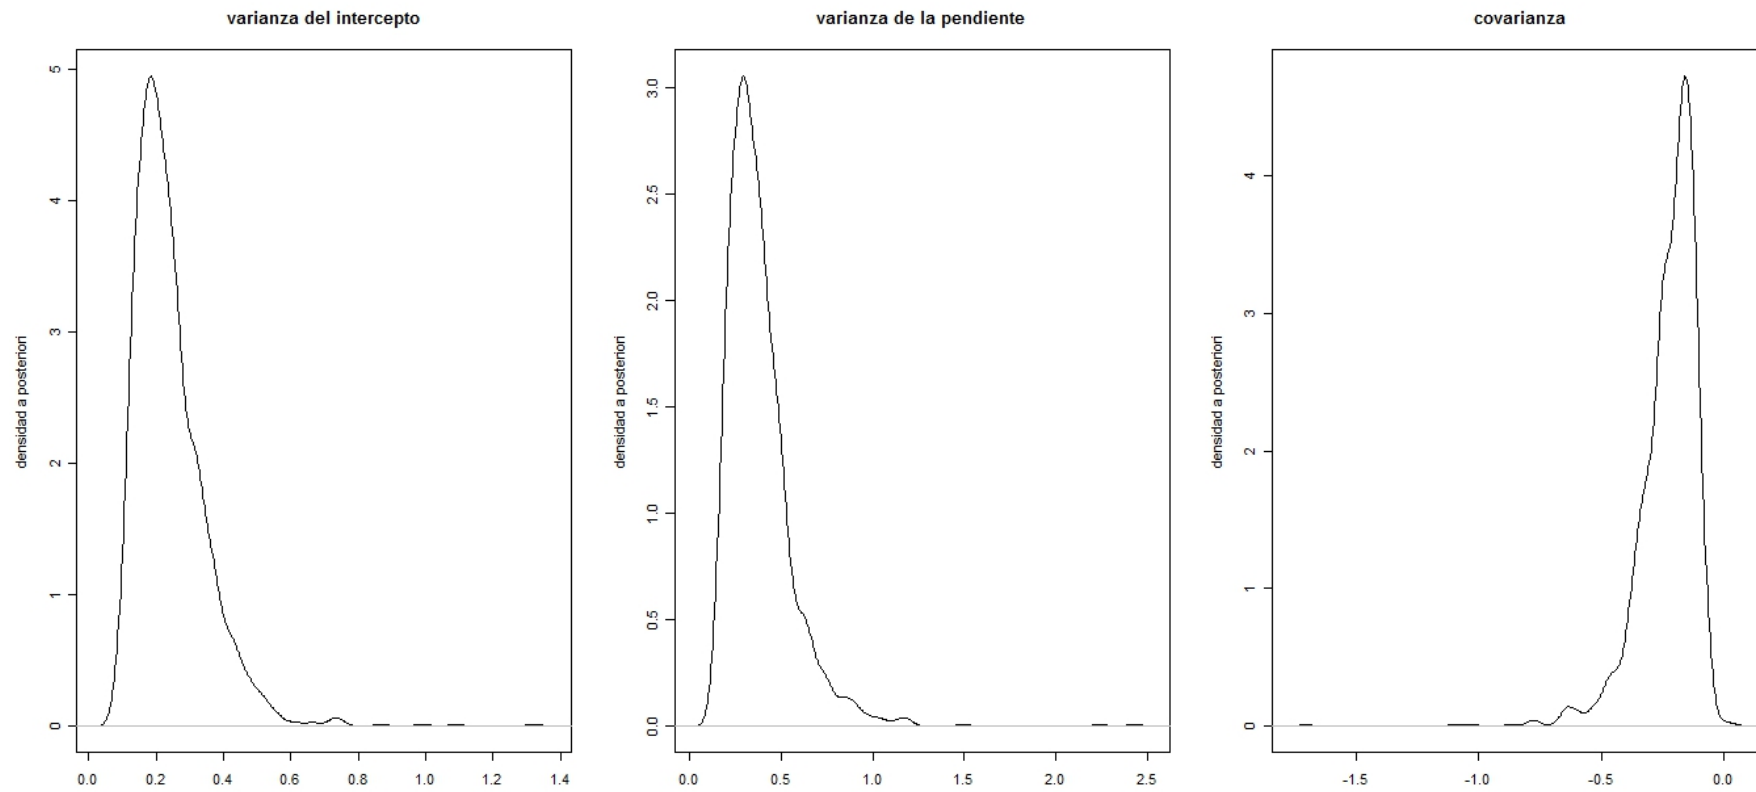 varianza del intercepto
densidad a posteriori
5
4
3
2
1
0
0.0 0.2 0.4 0.6 0.8 1.0 1.2 1.4
varianza de la pendiente
densidad a posteriori
3.0
2.5
2.0
1.5
1.0
0.5
0.0
0.0 0.5 1.0 1.5 2.0 2.5
covarianza
densidad a posteriori
4
3
2
1
0
-1.5 -1.0 -0.5 0.0